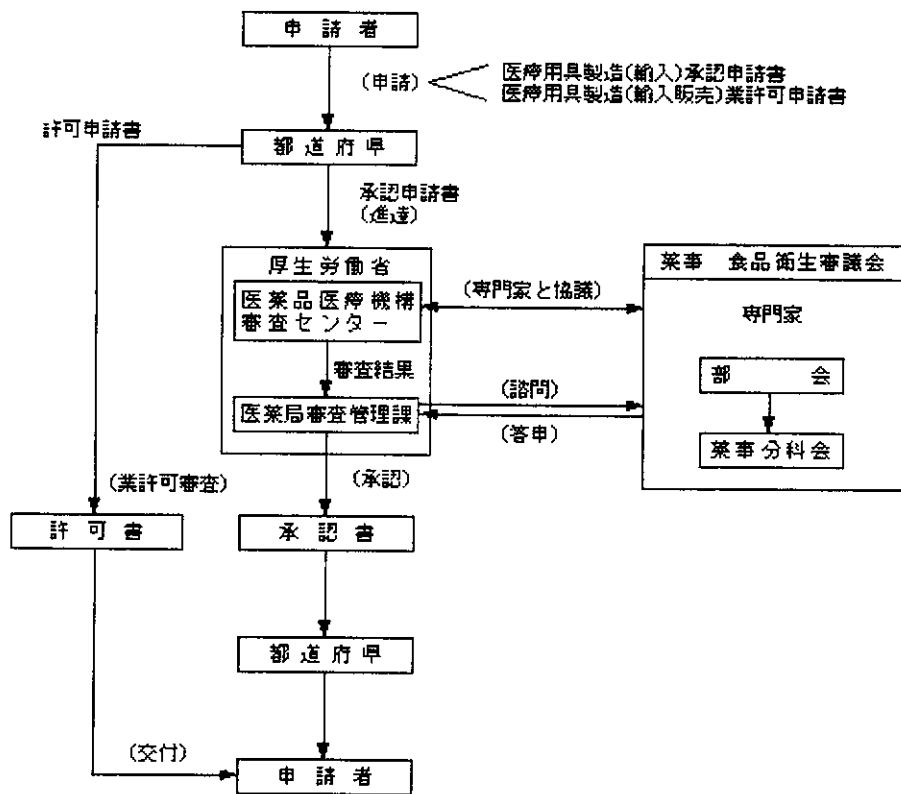 申請者
(申請)
医療用具製造(輸入)承認申請書
医療用具製造(輸入販売)業許可申請書
許可申請書
都道府県
承認申請書
(進達)
厚生労働省
医薬品医療機構
審査センター
審査結果
医薬局審査管理課
(専門家と協議)
(諮問)
(答申)
薬事 食品衛生審議会
専門家
部会
薬事分科会
(業許可審査)
(承認)
許可書
承認書
都道府県
(交付)
申請者